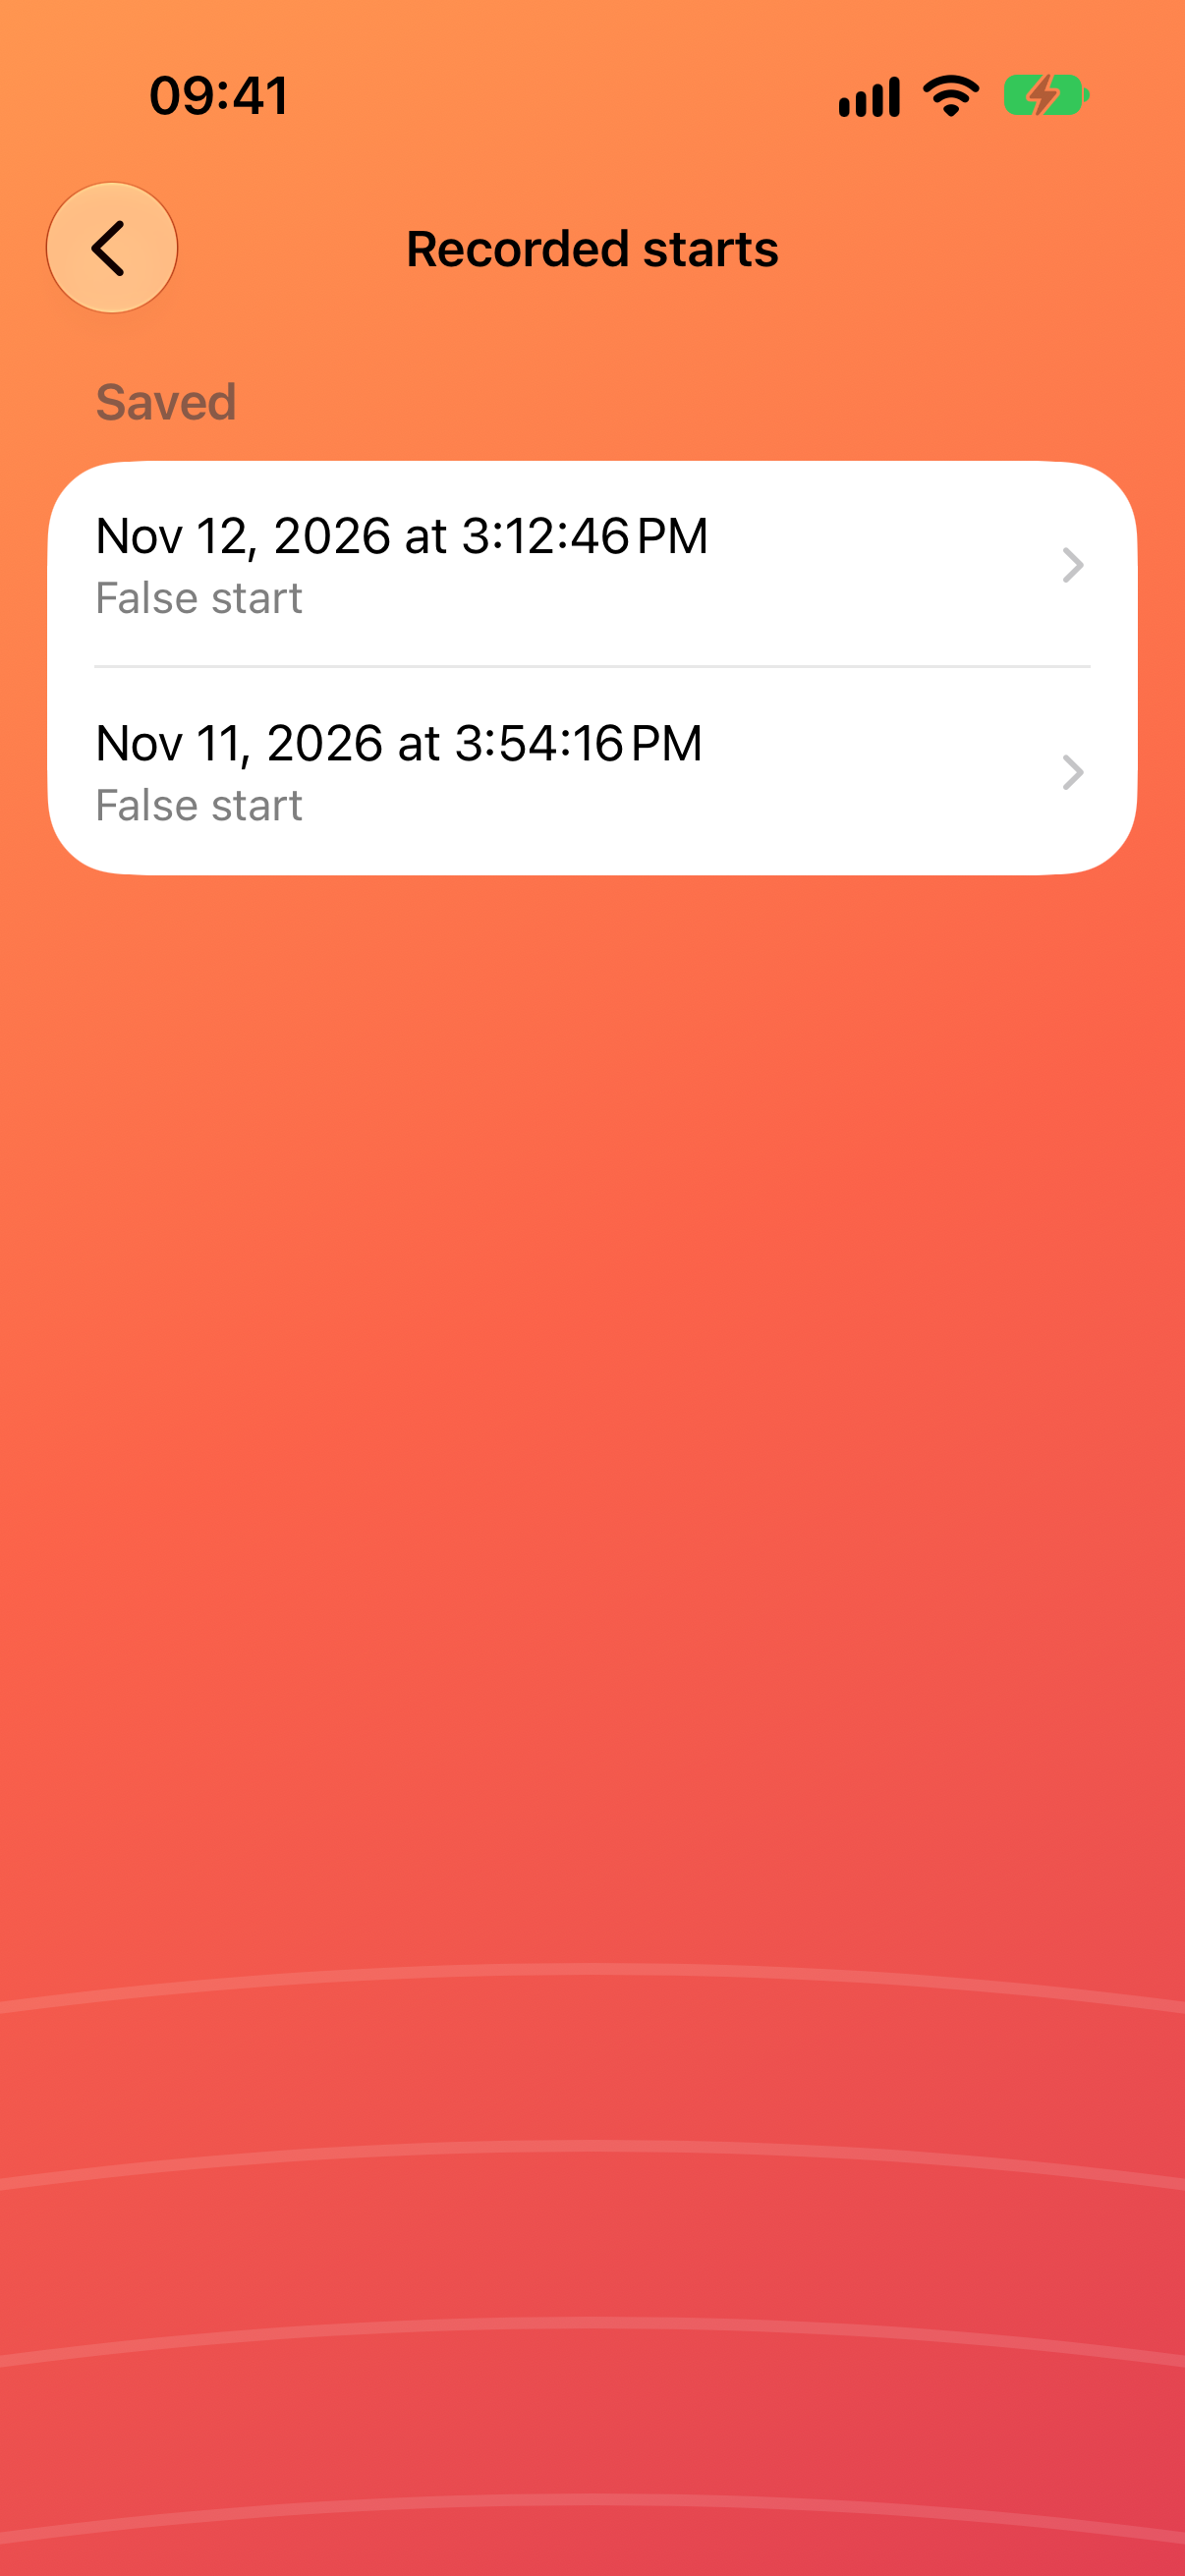 09:41
Recorded starts
Saved
Nov 12, 2026 at 3:12:46 PM
False start
Nov 11, 2026 at 3:54:16 PM
False start